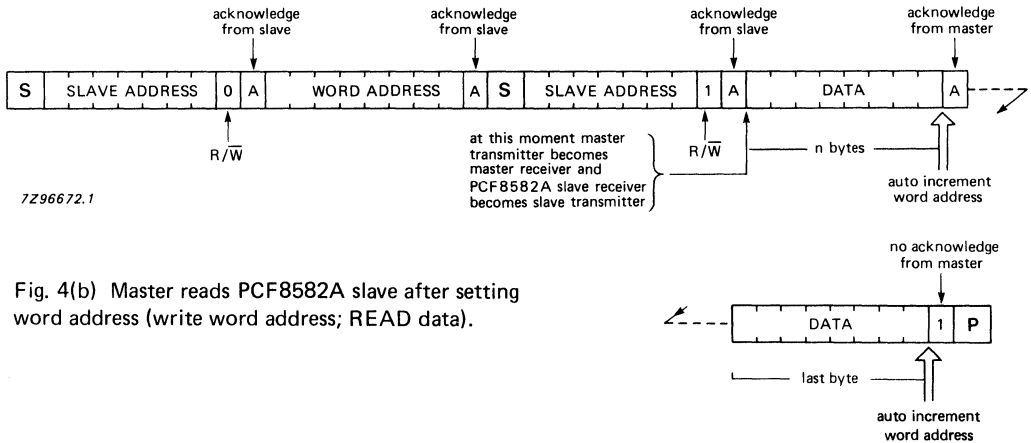 acknowledge
from slave
acknowledge
from slave
acknowledge
from slave
acknowledge
from master
S SLAVE ADDRESS 0 A WORD ADDRESS A S SLAVE ADDRESS 1 A DATA A
R/W̅
R/W̅
at this moment master
transmitter becomes
master receiver and
PCF8582A slave receiver
becomes slave transmitter
n bytes
auto increment
word address
7Z96672.1
no acknowledge
from master
Fig. 4(b) Master reads PCF8582A slave after setting
word address (write word address; READ data).
DATA 1 P
last byte
auto increment
word address